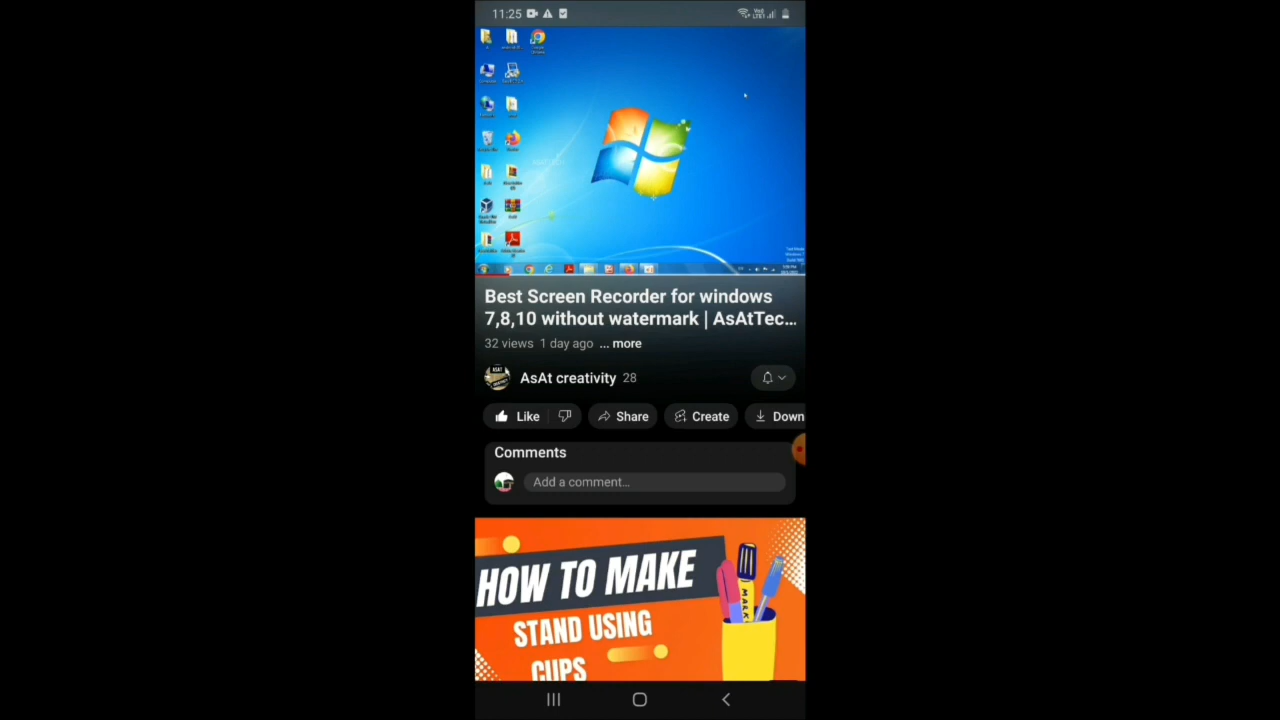 11:25
Best Screen Recorder for windows
7,8,10 without watermark | AsAtTec...
32 views 1 day ago ... more
AsAt creativity 28
Like Share Create Down
Comments
Add a comment...
HOW TO MAKE
STAND USING
CUPS
MARK